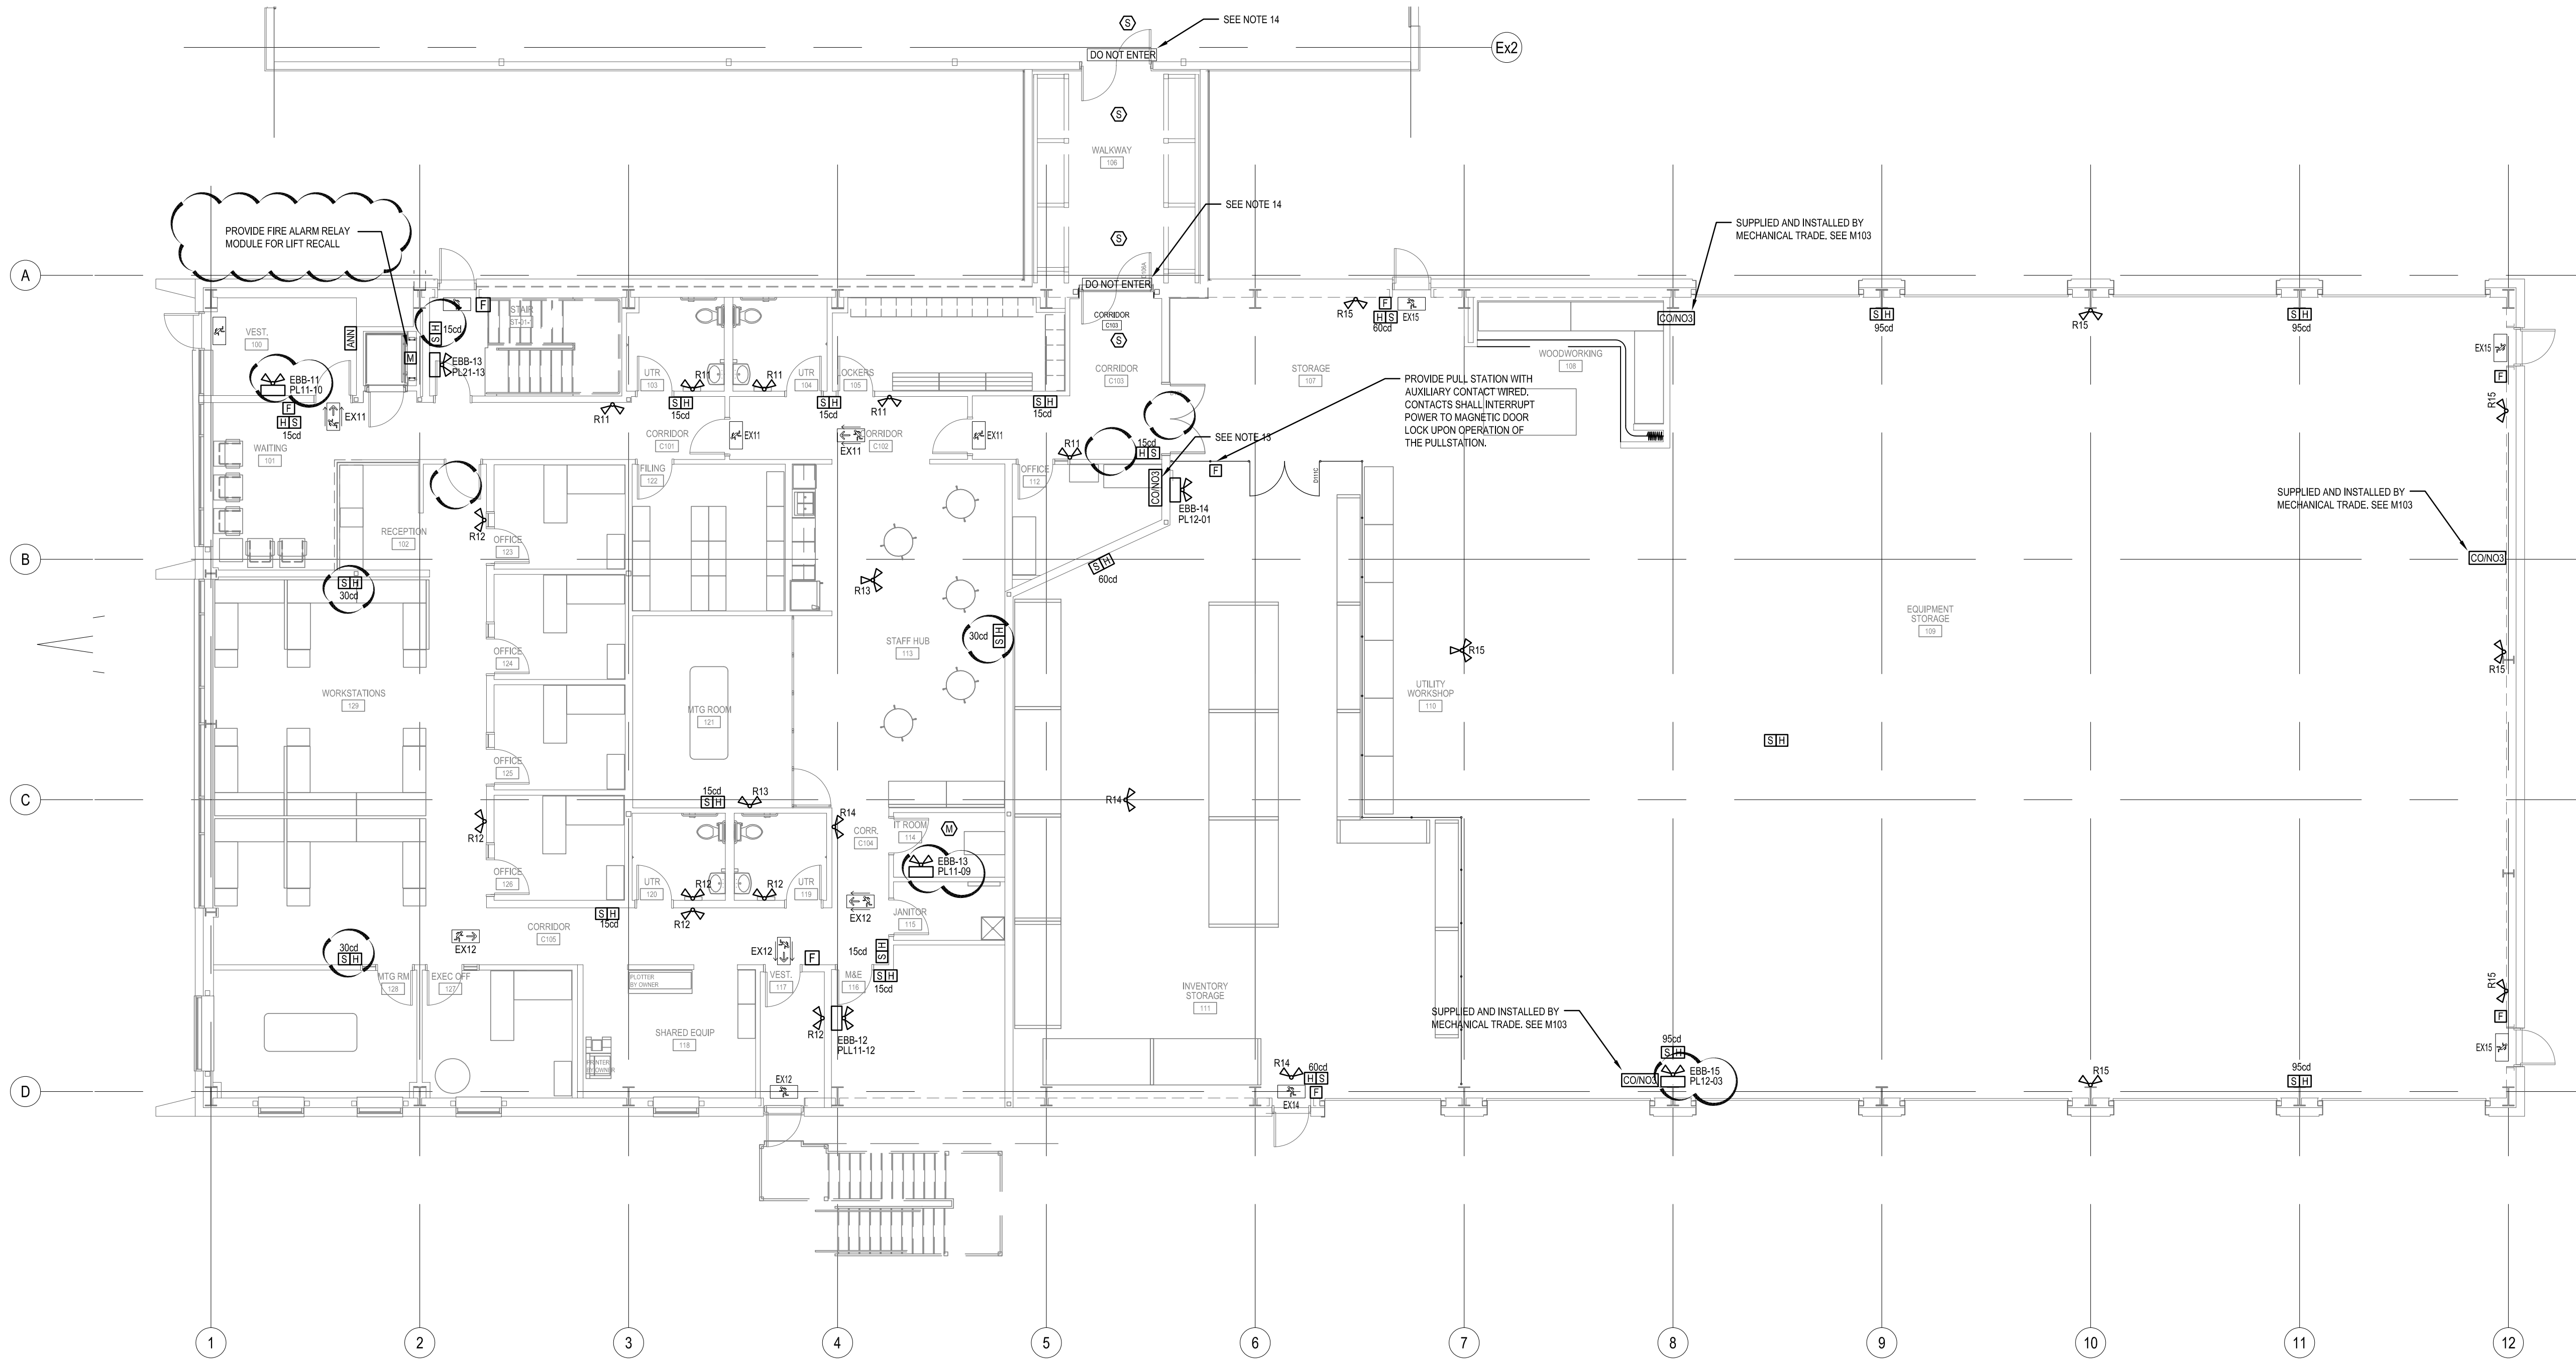 S
SEE NOTE 14
Ex2
DO NOT ENTER
S
WALKWAY
106
SEE NOTE 14
S
PROVIDE FIRE ALARM RELAY
MODULE FOR LIFT RECALL
SUPPLIED AND INSTALLED BY
MECHANICAL TRADE. SEE M103
A
DO NOT ENTER
VEST.
100
ANN
M
F
S H
15cd
EBB-13
PL21-13
STAIR
ST-01-1
EBB-11
PL11-10
F
H S
15cd
EX11
UTR
103
R11
R11
UTR
104
LOCKERS
105
CORRIDOR
C103
S
CORRIDOR
C103
STORAGE
107
R15
F
H S
60cd
EX15
WOODWORKING
108
CO/NO3
S H
95cd
R15
S H
95cd
EX15
F
R15
PROVIDE PULL STATION WITH
AUXILIARY CONTACT WIRED.
CONTACTS SHALL INTERRUPT
POWER TO MAGNETIC DOOR
LOCK UPON OPERATION OF
THE PULLSTATION.
R11
S H
15cd
S H
15cd
R11
S H
15cd
CORRIDOR
C101
EX11
EX11
CORRIDOR
C102
EX11
R11
15cd
H S
SEE NOTE 13
F
D111C
WAITING
101
FILING
122
OFFICE
112
CO/NO3
EBB-14
PL12-01
SUPPLIED AND INSTALLED BY
MECHANICAL TRADE. SEE M103
RECEPTION
102
R12
OFFICE
123
B
CO/NO3
S H
60cd
S H
30cd
R13
EQUIPMENT
STORAGE
109
STAFF HUB
113
30cd
S H
OFFICE
124
R15
R15
WORKSTATIONS
129
MTG ROOM
121
UTILITY
WORKSHOP
110
S H
OFFICE
125
C
15cd
S H
R13
R14
R14
R12
CORR.
C104
IT ROOM
114
M
EBB-13
PL11-09
OFFICE
126
UTR
120
R12
R12
UTR
119
EX12
JANITOR
115
S H
15cd
R12
CORRIDOR
C105
EX12
EX12
F
15cd
S H
30cd
S H
MTG RM
128
EXEC OFF
127
PLOTTER
BY OWNER
VEST.
117
M&E
116
S H
15cd
INVENTORY
STORAGE
111
R15
F
SUPPLIED AND INSTALLED BY
MECHANICAL TRADE. SEE M103
R12
EBB-12
PLL11-12
SHARED EQUIP
118
PRINTER
BY OWNER
EX12
R14
60cd
H S
EX14
F
95cd
S H
CO/NO3
EBB-15
PL12-03
R15
95cd
S H
EX15
D
1
2
3
4
5
6
7
8
9
10
11
12